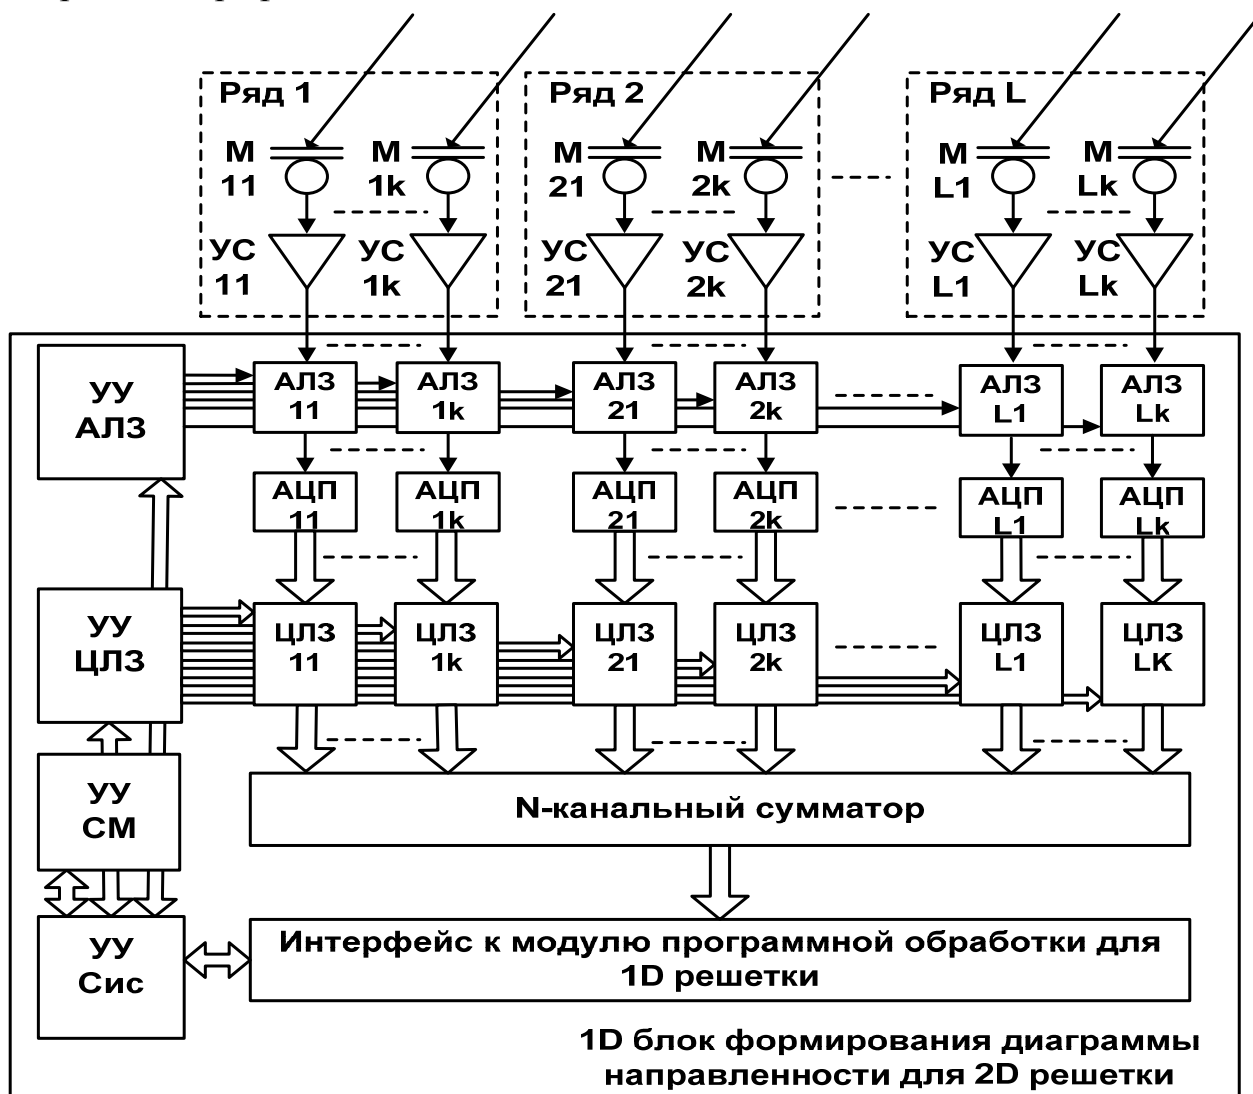 Ряд 1
Ряд 2
Ряд L
М
11
М
1k
М
21
М
2k
М
L1
М
Lk
УС
11
УС
1k
УС
21
УС
2k
УС
L1
УС
Lk
УУ
АЛЗ
АЛЗ
11
АЛЗ
1k
АЛЗ
21
АЛЗ
2k
АЛЗ
L1
АЛЗ
Lk
АЦП
11
АЦП
1k
АЦП
21
АЦП
2k
АЦП
L1
АЦП
Lk
УУ
ЦЛЗ
ЦЛЗ
11
ЦЛЗ
1k
ЦЛЗ
21
ЦЛЗ
2k
ЦЛЗ
L1
ЦЛЗ
LK
УУ
СМ
N-канальный сумматор
УУ
Сис
Интерфейс к модулю программной обработки для
1D решетки
1D блок формирования диаграммы
направленности для 2D решетки